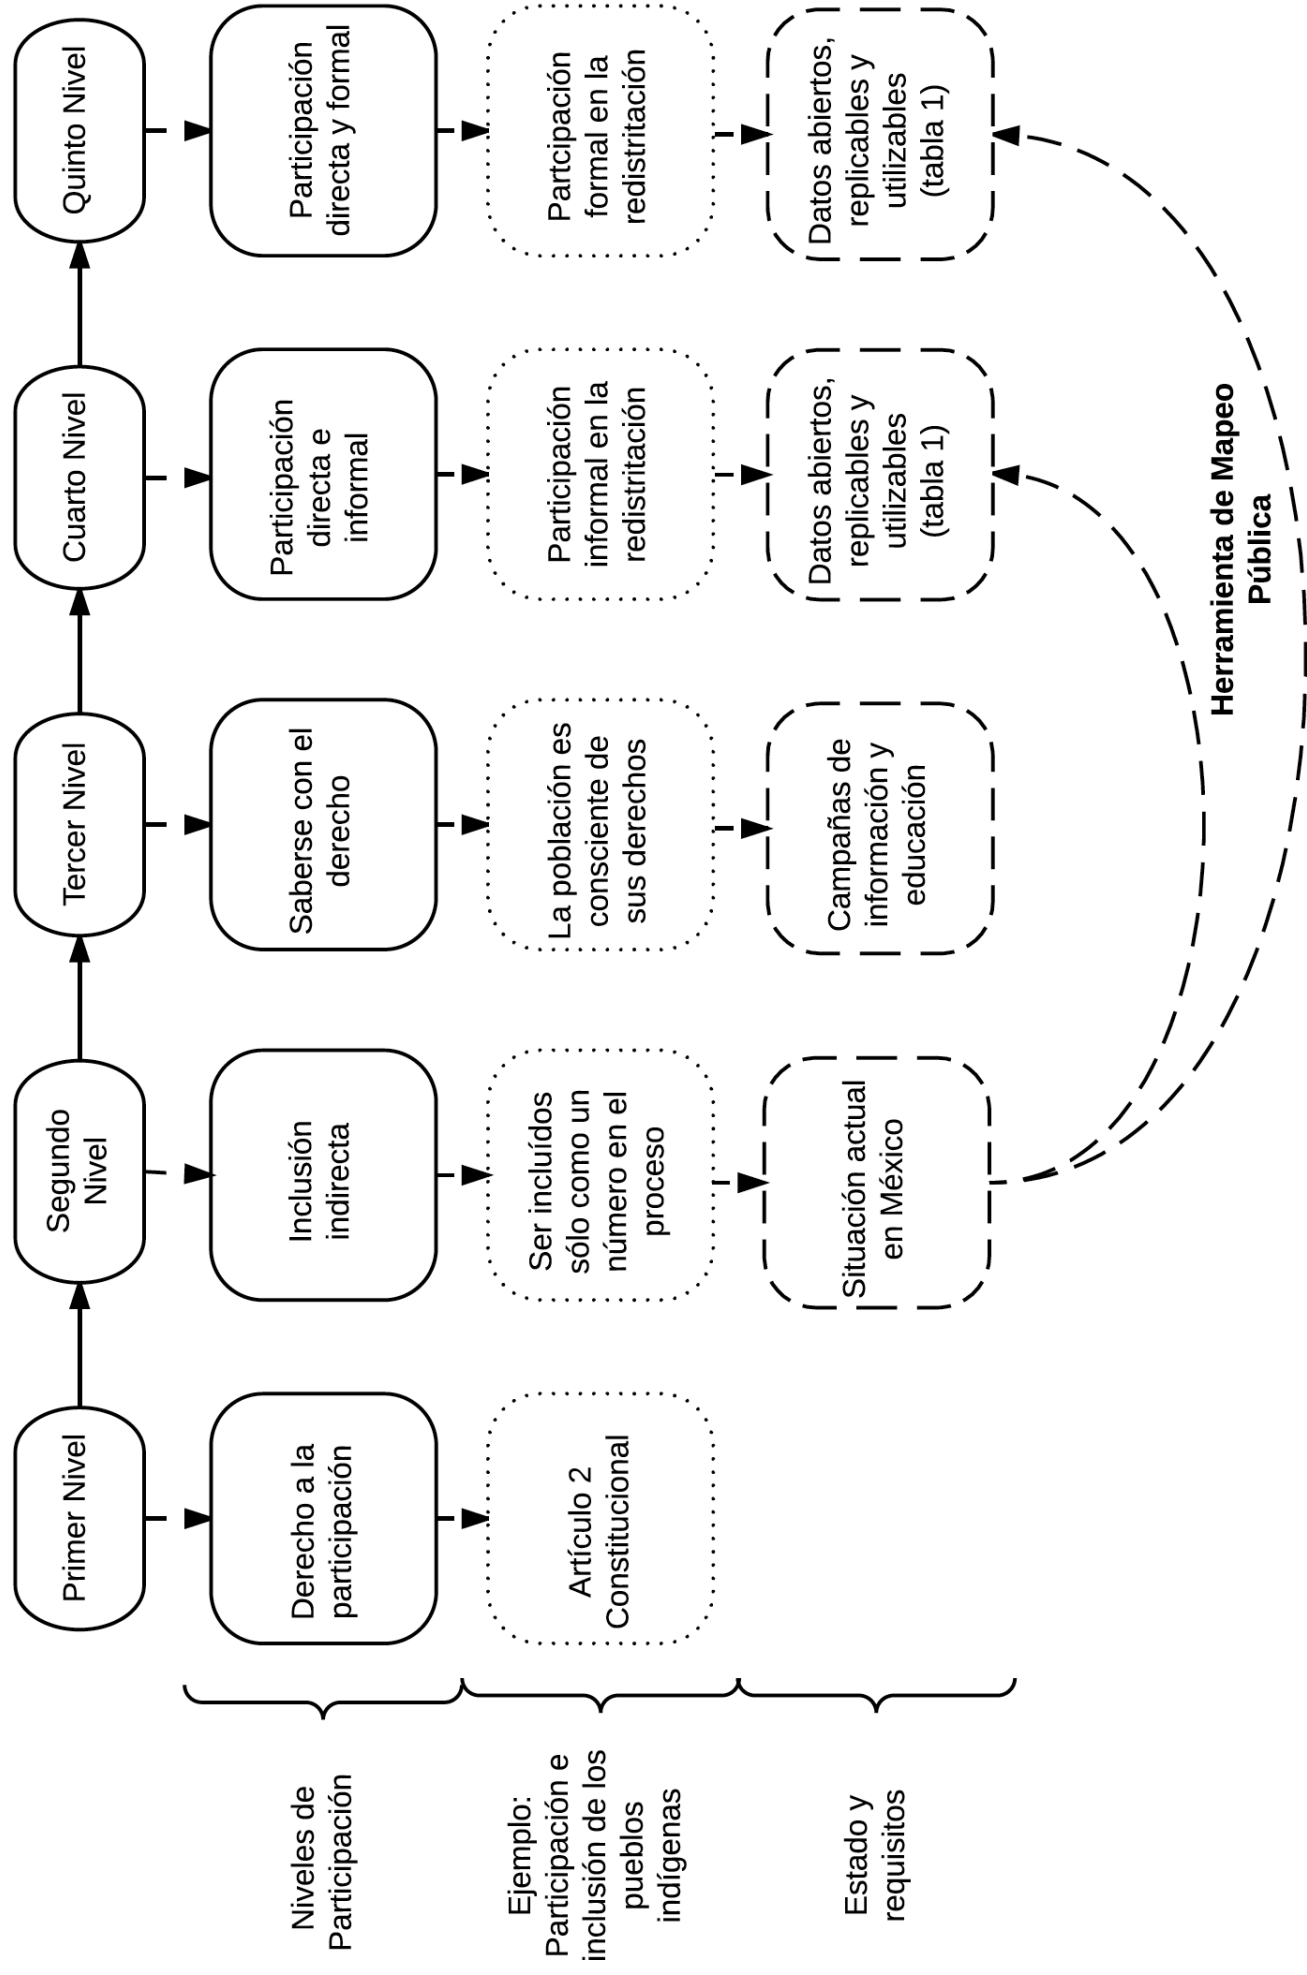 Primer Nivel
Segundo
Nivel
Tercer Nivel
Cuarto Nivel
Quinto Nivel
Niveles de
Participación
Derecho a la
participación
Inclusión
indirecta
Saberse con el
derecho
Participación
directa e
informal
Participación
directa y formal
Ejemplo:
Participación e
inclusión de los
pueblos
indígenas
Artículo 2
Constitucional
Ser incluídos
sólo como un
número en el
proceso
La población es
consciente de
sus derechos
Participación
informal en la
redistritación
Partcipación
formal en la
redistritación
Estado y
requisitos
Situación actual
en México
Campañas de
información y
educación
Datos abiertos,
replicables y
utilizables
(tabla 1)
Datos abiertos,
replicables y
utilizables
(tabla 1)
Herramienta de Mapeo
Pública